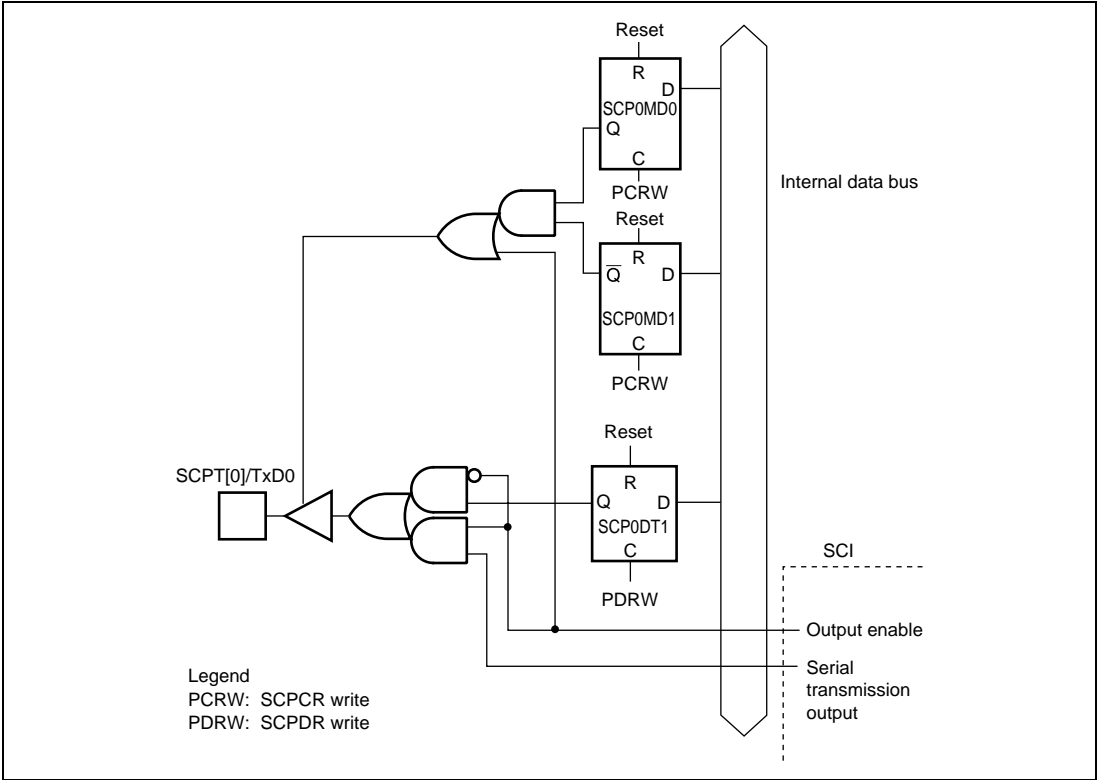 Reset
R
D
SCP0MD0
Q
C
PCRW
Internal data bus
Reset
R
Q̅
D
SCP0MD1
C
PCRW
Reset
SCPT[0]/TxD0
R
Q
D
SCP0DT1
C
SCI
PDRW
Output enable
Serial
transmission
output
Legend
PCRW: SCPCR write
PDRW: SCPDR write